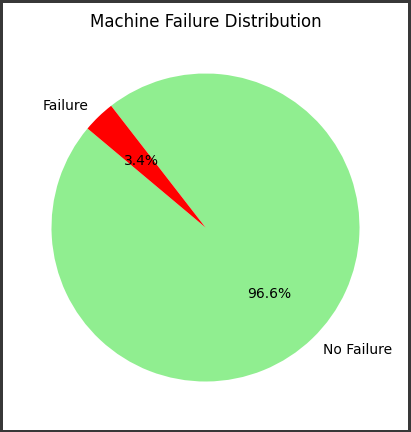 Machine Failure Distribution
Failure
3.4%
96.6%
No Failure